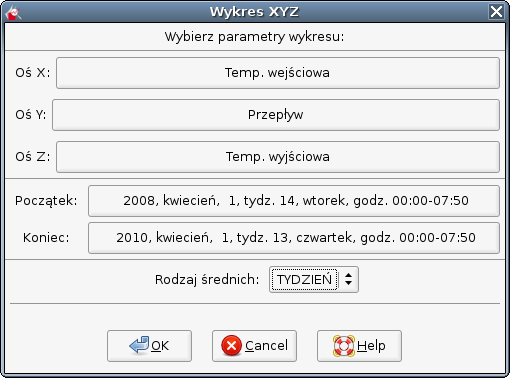 Wykres XYZ
Wybierz parametry wykresu:
Oś X: Temp. wejściowa
Oś Y: Przepływ
Oś Z: Temp. wyjściowa
Początek: 2008, kwiecień,  1, tydz. 14, wtorek, godz. 00:00-07:50
Koniec: 2010, kwiecień,  1, tydz. 13, czwartek, godz. 00:00-07:50
Rodzaj średnich: TYDZIEŃ
OK Cancel Help